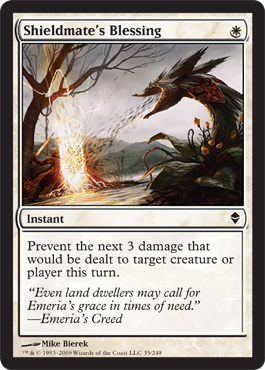 Shieldmate's Blessing
Instant
Prevent the next 3 damage that
would be dealt to target creature or
player this turn.
"Even land dwellers may call for
Emeria's grace in times of need."
—Emeria's Creed
Mike Bierek
™ & © 1993–2009 Wizards of the Coast LLC 35/249